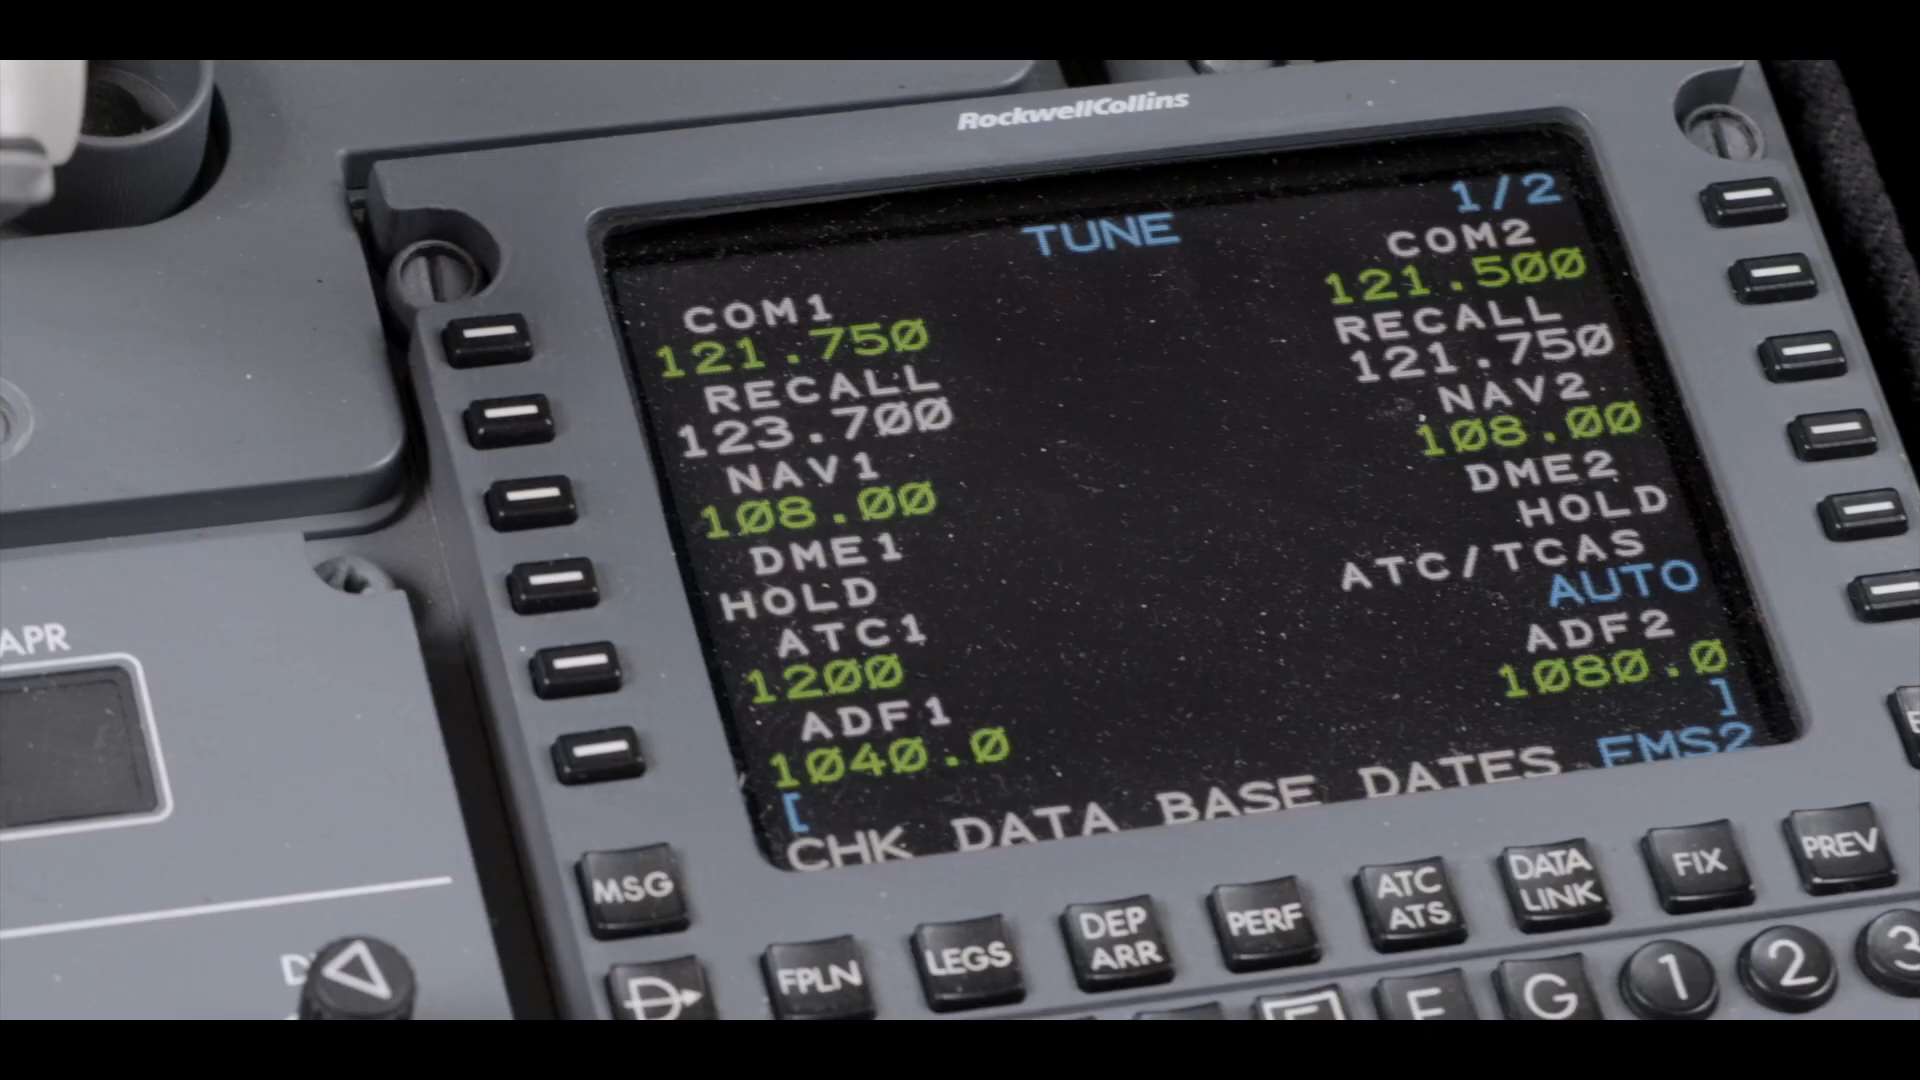 RockwellCollins
TUNE 1/2
COM1 COM2
121.750 121.500
RECALL RECALL
123.700 121.750
NAV1 NAV2
108.00 108.00
DME1 DME2
HOLD HOLD
ATC1 ATC/TCAS
1200 AUTO
ADF1 ADF2
1040.0 1080.0
[ ]
CHK DATA BASE DATES FMS2
APR
MSG
FPLN
LEGS
DEP
ARR
PERF
ATC
ATS
DATA
LINK
FIX
PREV
G
1
2
3